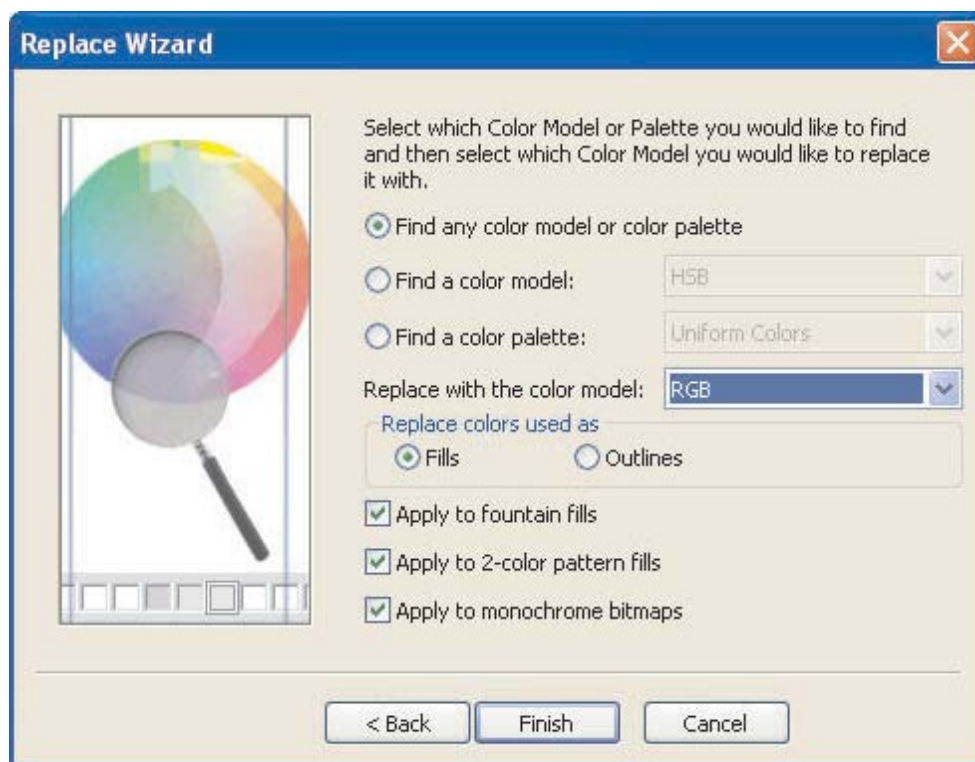 Replace Wizard
Select which Color Model or Palette you would like to find
and then select which Color Model you would like to replace
it with.
Find any color model or color palette
Find a color model: HSB
Find a color palette: Uniform Colors
Replace with the color model: RGB
Replace colors used as
Fills Outlines
Apply to fountain fills
Apply to 2-color pattern fills
Apply to monochrome bitmaps
< Back Finish Cancel